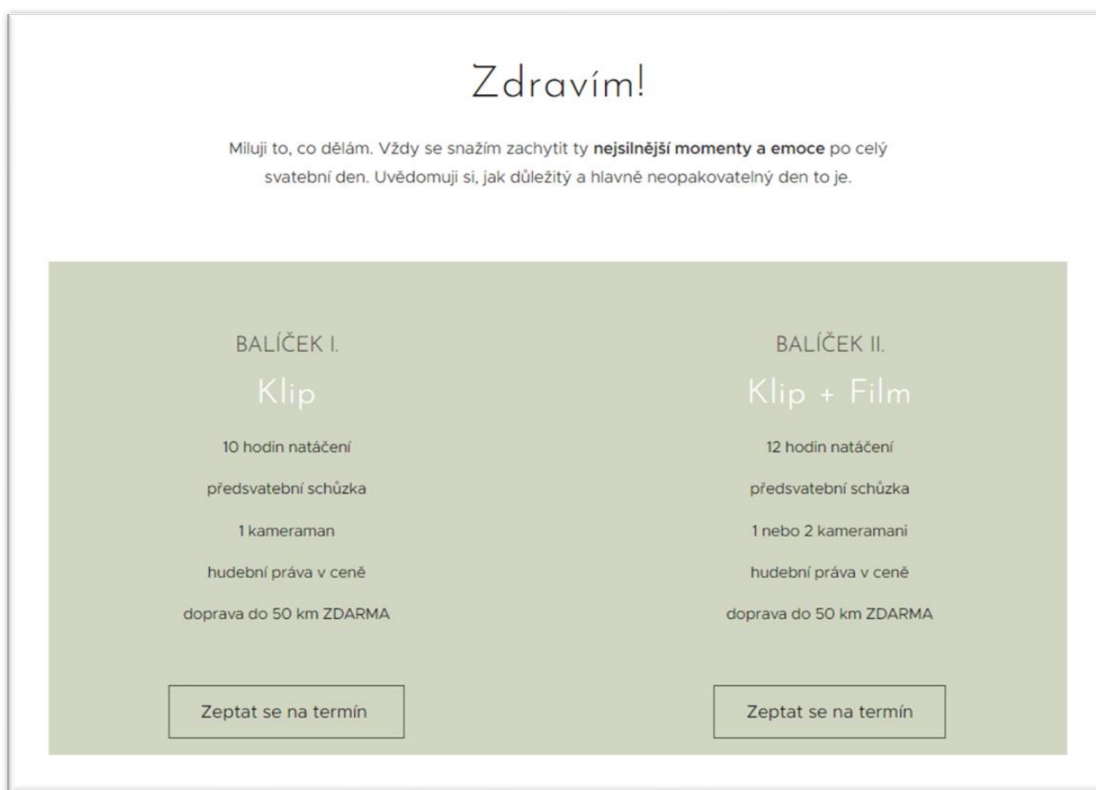 Zdravím!
Miluji to, co dělám. Vždy se snažím zachytit ty nejsilnější momenty a emoce po celý
svatební den. Uvědomuji si, jak důležitý a hlavně neopakovatelný den to je.
BALÍČEK I.
Klip
10 hodin natáčení
předsvatební schůzka
1 kameraman
hudební práva v ceně
doprava do 50 km ZDARMA
Zeptat se na termín
BALÍČEK II.
Klip + Film
12 hodin natáčení
předsvatební schůzka
1 nebo 2 kameramani
hudební práva v ceně
doprava do 50 km ZDARMA
Zeptat se na termín